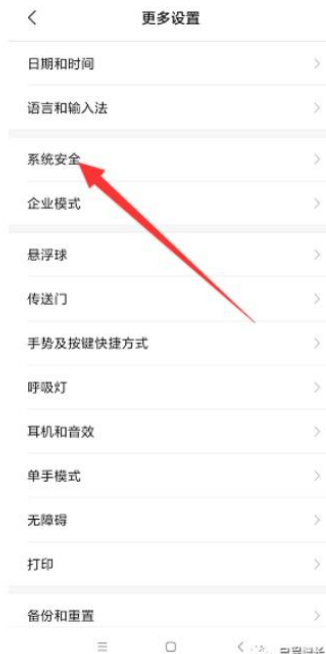 更多设置
日期和时间
语言和输入法
系统安全
企业模式
悬浮球
传送门
手势及按键快捷方式
呼吸灯
耳机和音效
单手模式
无障碍
打印
备份和重置